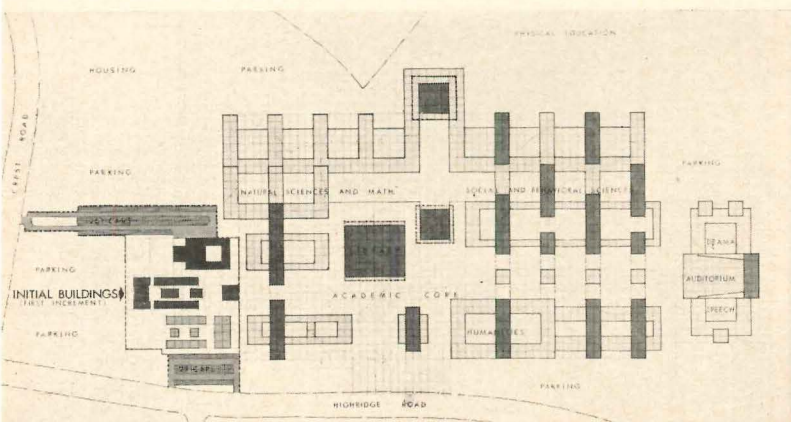 PHYSICAL EDUCATION
HOUSING
PARKING
CREST ROAD
PARKING
PARKING
NATURAL SCIENCES AND MATH
SOCIAL AND BEHAVIORAL SCIENCES
LIBRARY
DRAMA
AUDITORIUM
SPEECH
PARKING
INITIAL BUILDINGS
(FIRST INCREMENT)
ACADEMIC CORE
PARKING
HUMANITIES
PARKING
HIGHRIDGE ROAD